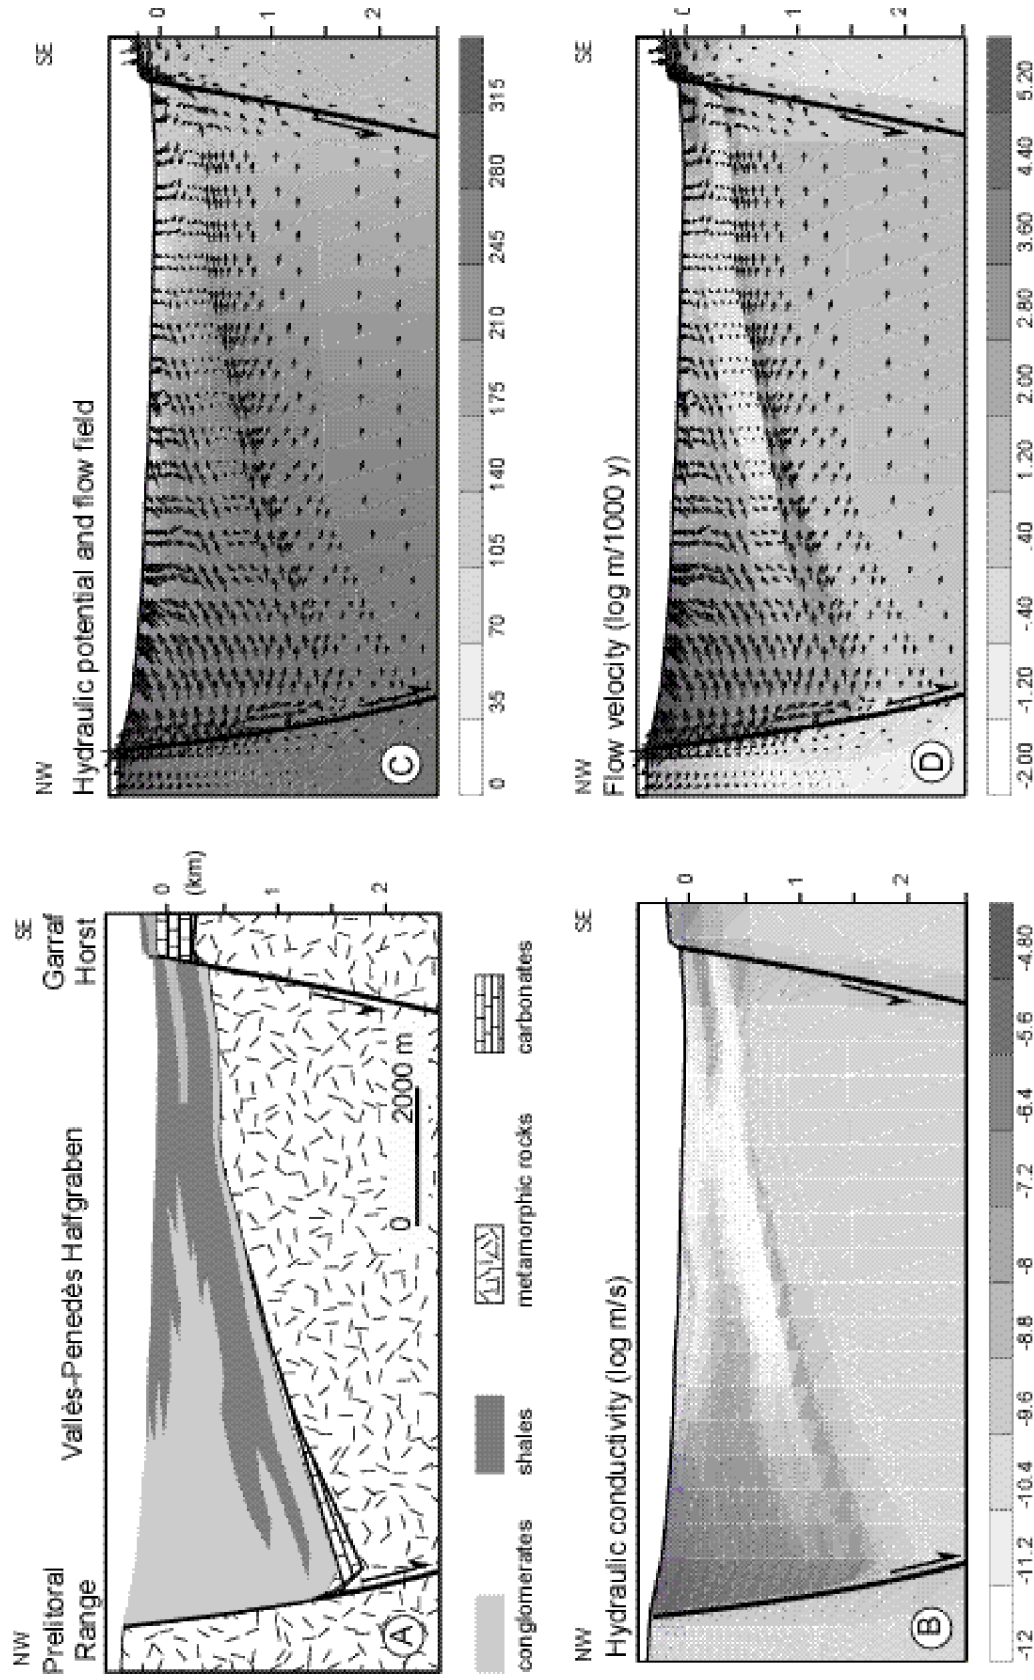 NW
Prelitoral
Range
Vallès-Penedès Halfgraben
Garraf
Horst
SE
0
(km)
1
2
0
2000 m
A
conglomerates
shales
metamorphic rocks
carbonates
NW
Hydraulic conductivity (log m/s)
SE
0
1
2
B
-12
-11.2
-10.4
-9.6
-8.8
-8
-7.2
-6.4
-5.6
-4.80
NW
Hydraulic potential and flow field
SE
0
1
2
C
0
35
70
105
140
175
210
245
280
315
NW
Flow velocity (log m/1000 y)
SE
0
1
2
D
-2.00
-1.20
-.40
.40
1.20
2.00
2.80
3.60
4.40
5.20